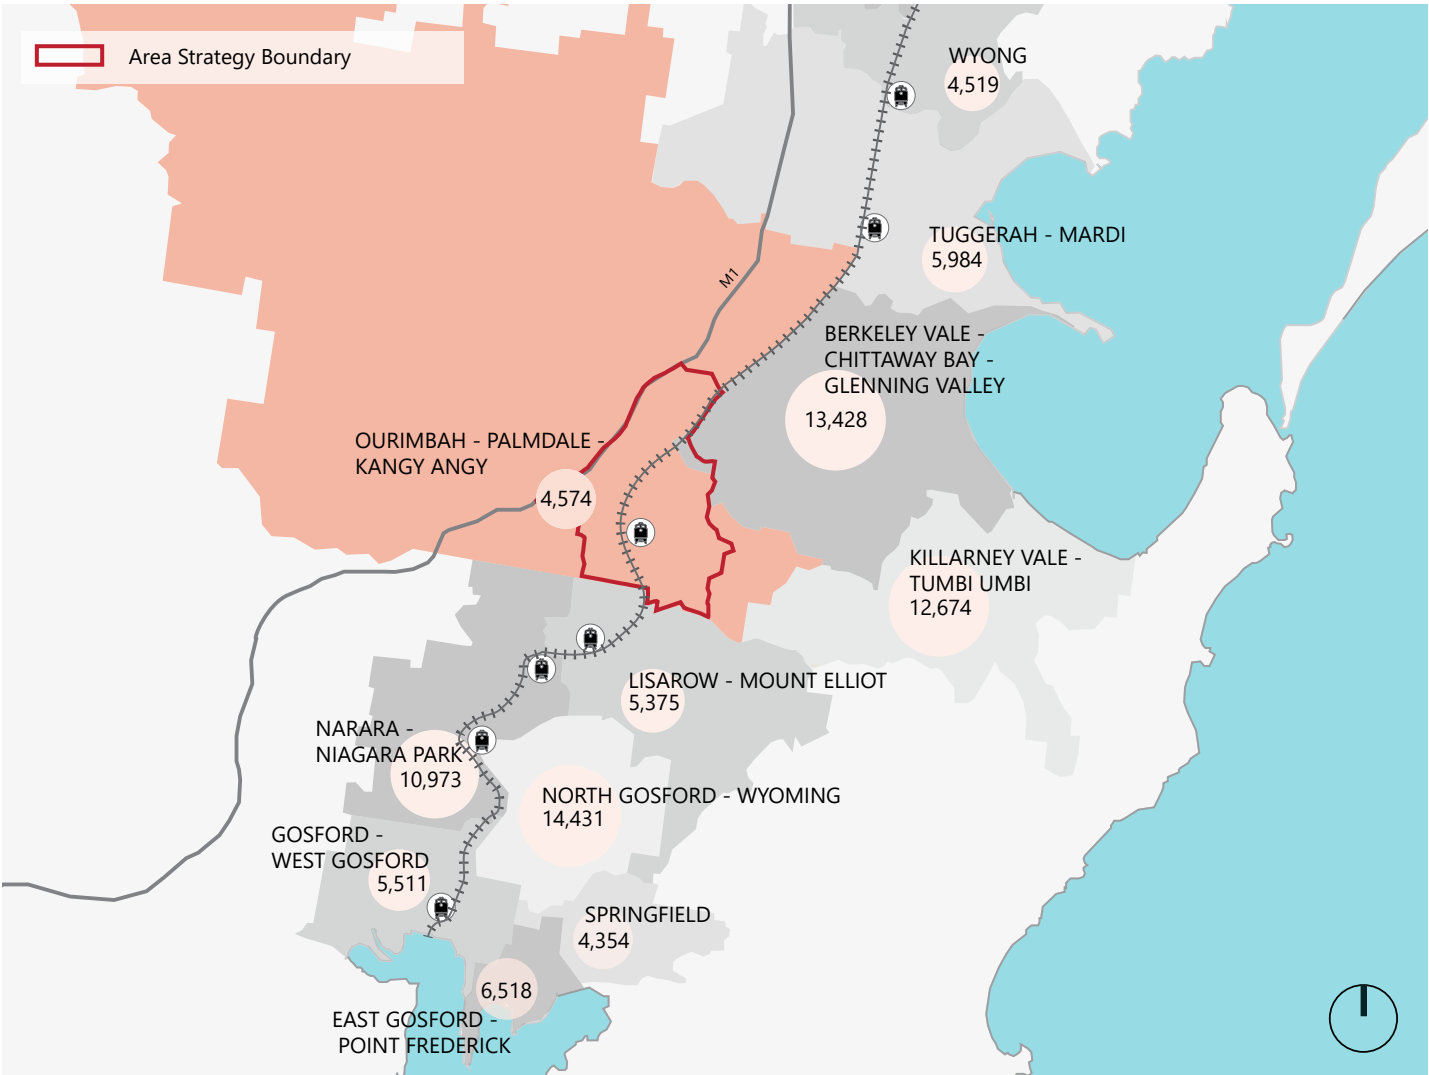 Area Strategy Boundary
WYONG
4,519
TUGGERAH - MARDI
5,984
M1
BERKELEY VALE -
CHITTAWAY BAY -
GLENNING VALLEY
13,428
OURIMBAH - PALMDALE -
KANGY ANGY
4,574
KILLARNEY VALE -
TUMBI UMBI
12,674
LISAROW - MOUNT ELLIOT
5,375
NARARA -
NIAGARA PARK
10,973
NORTH GOSFORD - WYOMING
14,431
GOSFORD -
WEST GOSFORD
5,511
SPRINGFIELD
4,354
6,518
EAST GOSFORD -
POINT FREDERICK